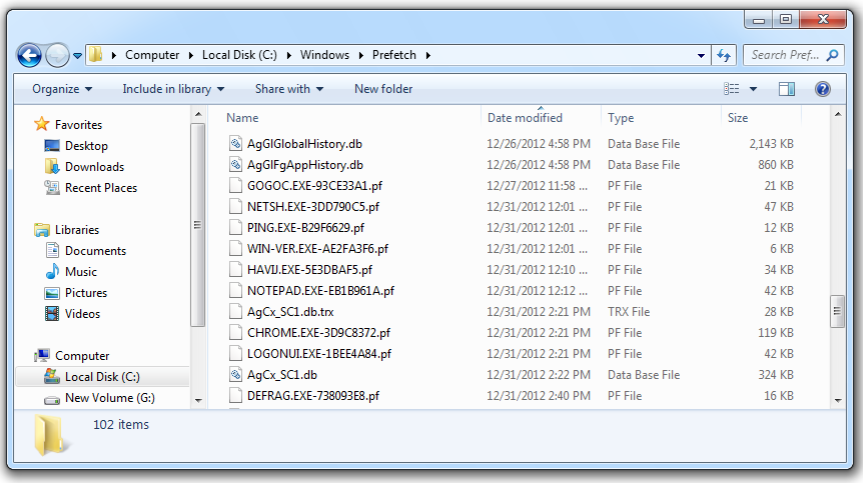 Computer Local Disk (C:) Windows Prefetch Search Pref...
Organize Include in library Share with New folder
Favorites
Desktop
Downloads
Recent Places
Libraries
Documents
Music
Pictures
Videos
Computer
Local Disk (C:)
New Volume (G:)
Name Date modified Type Size
AgGlGlobalHistory.db 12/26/2012 4:58 PM Data Base File 2,143 KB
AgGlFgAppHistory.db 12/26/2012 4:58 PM Data Base File 860 KB
GOGOC.EXE-93CE33A1.pf 12/27/2012 11:58 ... PF File 21 KB
NETSH.EXE-3DD790C5.pf 12/31/2012 12:01 ... PF File 47 KB
PING.EXE-B29F6629.pf 12/31/2012 12:01 ... PF File 12 KB
WIN-VER.EXE-AE2FA3F6.pf 12/31/2012 12:01 ... PF File 6 KB
HAVIJ.EXE-5E3DBAF5.pf 12/31/2012 12:10 ... PF File 34 KB
NOTEPAD.EXE-EB1B961A.pf 12/31/2012 12:12 ... PF File 42 KB
AgCx_SC1.db.trx 12/31/2012 2:21 PM TRX File 28 KB
CHROME.EXE-3D9C8372.pf 12/31/2012 2:21 PM PF File 119 KB
LOGONUI.EXE-1BEE4A84.pf 12/31/2012 2:21 PM PF File 42 KB
AgCx_SC1.db 12/31/2012 2:22 PM Data Base File 324 KB
DEFRAG.EXE-738093E8.pf 12/31/2012 2:40 PM PF File 16 KB
102 items